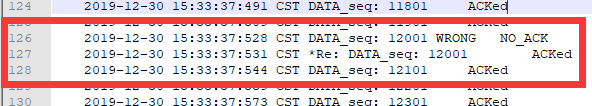 124 2019-12-30 15:33:37:491 CST DATA_seq: 11801 ACKed
126 2019-12-30 15:33:37:528 CST DATA_seq: 12001 WRONG NO_ACK
127 2019-12-30 15:33:37:531 CST *Re: DATA_seq: 12001 ACKed
128 2019-12-30 15:33:37:544 CST DATA_seq: 12101 ACKed
130 2019-12-30 15:33:37:573 CST DATA_seq: 12301 ACKed